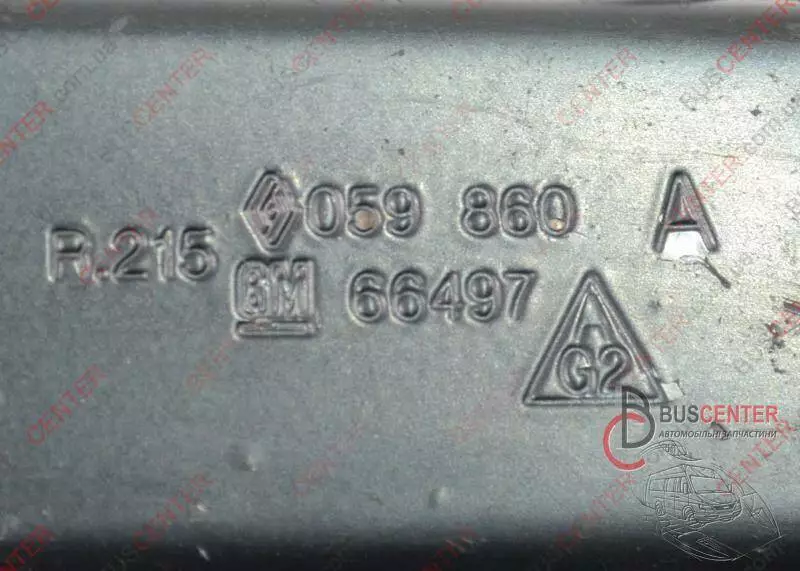 R.215 059 860 A
GM 66497
G2
BUSCENTER
АВТОМОБІЛЬНІ ЗАПЧАСТИНИ